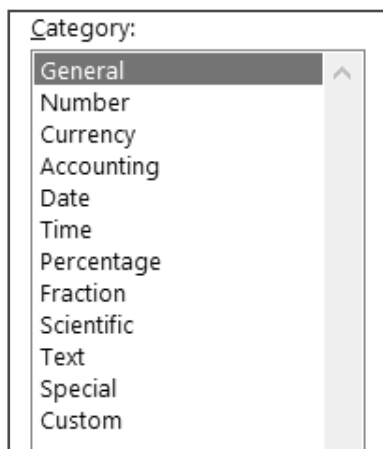 Category:
General
Number
Currency
Accounting
Date
Time
Percentage
Fraction
Scientific
Text
Special
Custom